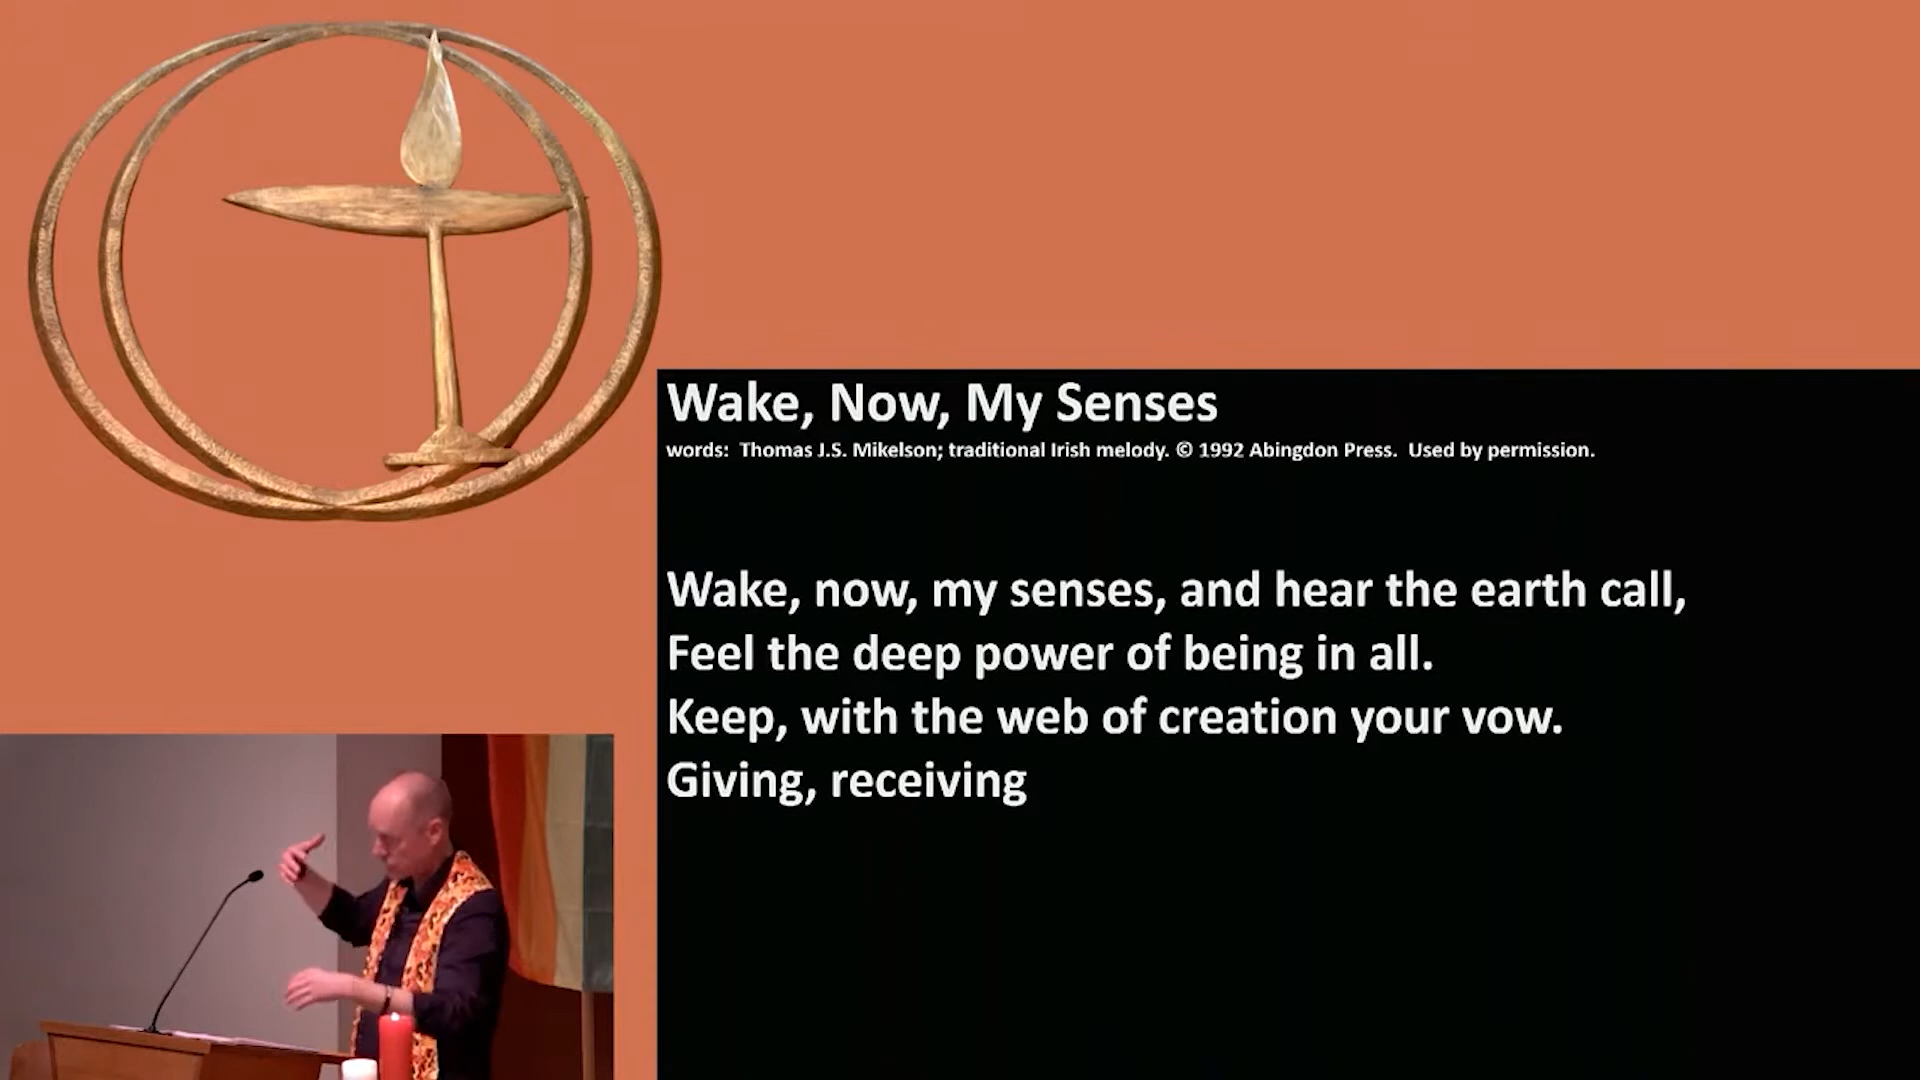 Wake, Now, My Senses
words: Thomas J.S. Mikelson; traditional Irish melody. © 1992 Abingdon Press. Used by permission.
Wake, now, my senses, and hear the earth call,
Feel the deep power of being in all.
Keep, with the web of creation your vow.
Giving, receiving